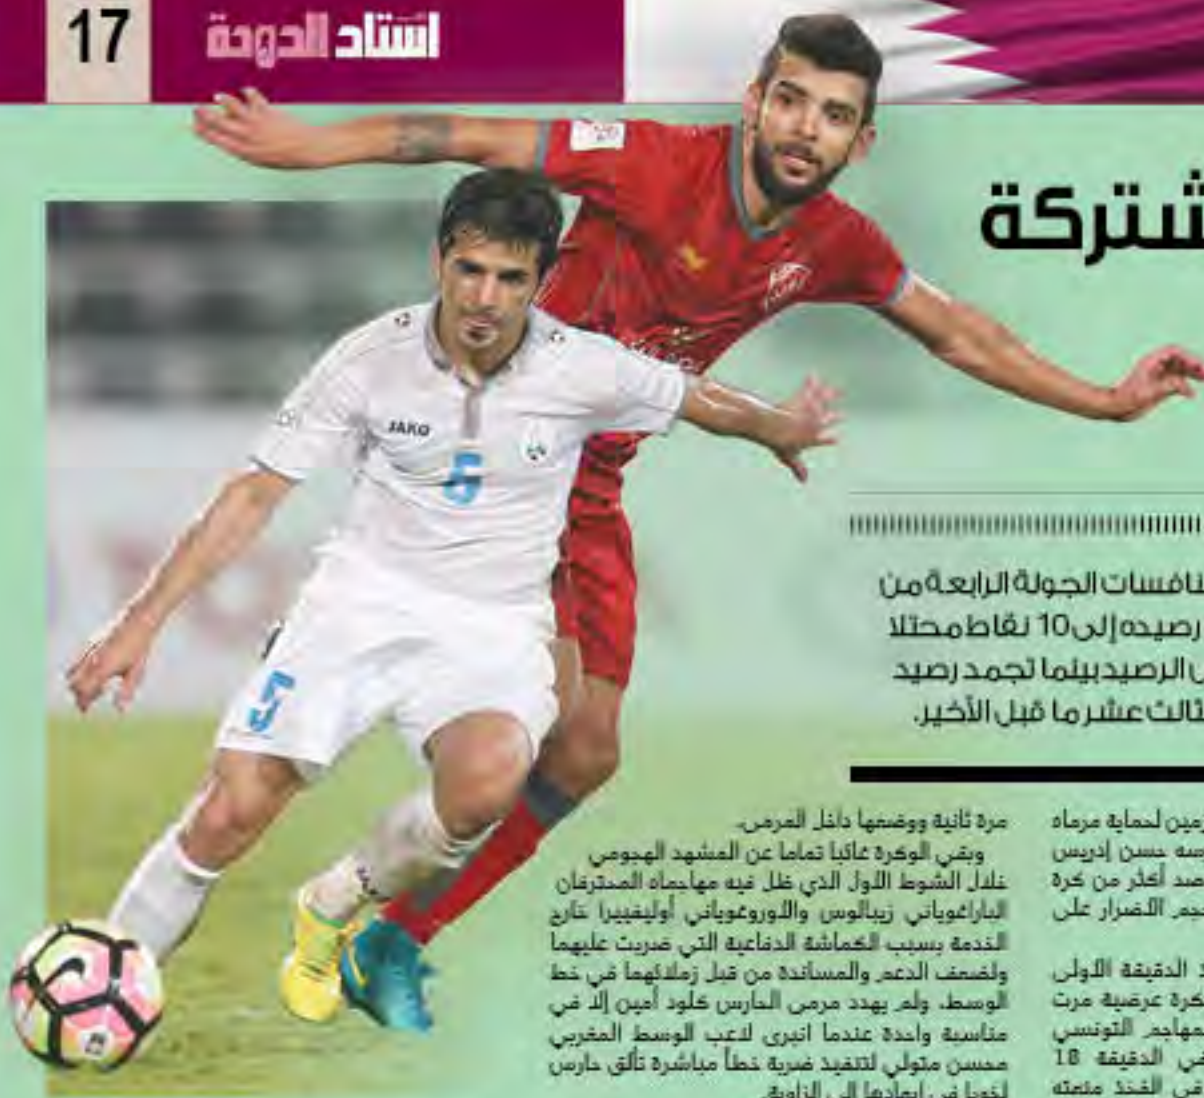 17
استاد الدوحة
شتركة
JAKO
5
5
نافسات الجولة الرابعة من
رصيده إلى 10 نقاط محتلا
الرصيد بينما تجمد رصيد
ثالث عشر ما قبل الأخير.
مين لحماية مرماه
سه حسن إدريس
صد أكثر من كرة
الأضرار على
الدقيقة الأولى
كرة عرضية مرت
مهاجم التونسي
في الدقيقة 18
في الفخذ منعته
مرة ثانية ووضعها داخل المرمى.
وبقي الوكرة غائبا تماما عن المشهد الهجومي
خلال الشوط الأول الذي ظل فيه مهاجماه المحترفان
الباراغوياني زيبالوس والأوروغوياني أوليفييرا خارج
الخدمة بسبب الكماشة الدفاعية التي ضربت عليهما
ولضعف الدعم والمساندة من قبل زملائهما في خط
الوسط. ولم يهدد مرمى الحارس كلود أمين إلا في
مناسبة واحدة عندما انبرى لاعب الوسط المغربي
محسن متولي لتنفيذ ضربة خطأ مباشرة تألق حارس
لخويا في إبعادها إلى الزاوية.